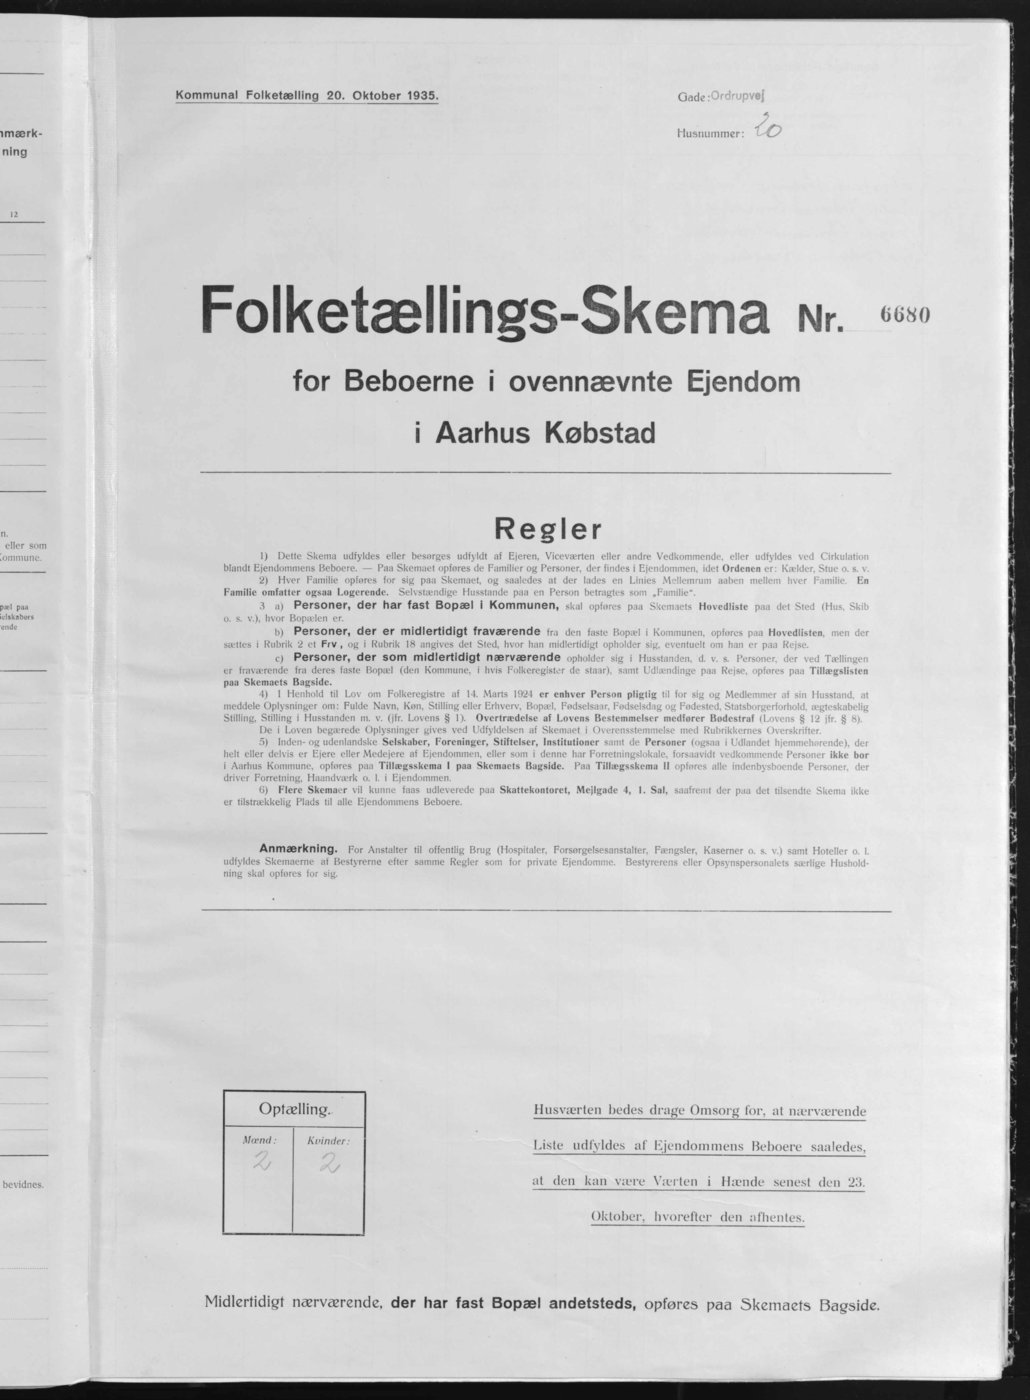 nmærk-
ning
12
n.
eller som
Kommune.
pæl paa
Selskabers
ende
bevidnes.
Kommunal Folketælling 20. Oktober 1935.
Gade: Ordrupvej
Husnummer: 20
Folketællings-Skema Nr. 6680
for Beboerne i ovennævnte Ejendom
i Aarhus Købstad
Regler
1) Dette Skema udfyldes eller besørges udfyldt af Ejeren, Viceværten eller andre Vedkommende, eller udfyldes ved Cirkulation
blandt Ejendommens Beboere. — Paa Skemaet opføres de Familier og Personer, der findes i Ejendommen, idet Ordenen er: Kælder, Stue o. s. v.
2) Hver Familie opføres for sig paa Skemaet, og saaledes at der lades en Linies Mellemrum aaben mellem hver Familie. En
Familie omfatter ogsaa Logerende. Selvstændige Husstande paa en Person betragtes som „Familie".
3 a) Personer, der har fast Bopæl i Kommunen, skal opføres paa Skemaets Hovedliste paa det Sted (Hus, Skib
o. s. v.), hvor Bopælen er.
b) Personer, der er midlertidigt fraværende fra den faste Bopæl i Kommunen, opføres paa Hovedlisten, men der
sættes i Rubrik 2 et Frv., og i Rubrik 18 angives det Sted, hvor han midlertidigt opholder sig, eventuelt om han er paa Rejse.
c) Personer, der som midlertidigt nærværende opholder sig i Husstanden, d. v. s. Personer, der ved Tællingen
er fraværende fra deres faste Bopæl (den Kommune, i hvis Folkeregister de staar), samt Udlændinge paa Rejse, opføres paa Tillægslisten
paa Skemaets Bagside.
4) I Henhold til Lov om Folkeregistre af 14. Marts 1924 er enhver Person pligtig til for sig og Medlemmer af sin Husstand, at
meddele Oplysninger om: Fulde Navn, Køn, Stilling eller Erhverv, Bopæl, Fødselsaar, Fødselsdag og Fødested, Statsborgerforhold, ægteskabelig
Stilling, Stilling i Husstanden m. v. (jfr. Lovens § 1). Overtrædelse af Lovens Bestemmelser medfører Bødestraf (Lovens § 12 jfr. § 8).
De i Loven begærede Oplysninger gives ved Udfyldelsen af Skemaet i Overensstemmelse med Rubrikkernes Overskrifter.
5) Inden- og udenlandske Selskaber, Foreninger, Stiftelser, Institutioner samt de Personer (ogsaa i Udlandet hjemmehørende), der
helt eller delvis er Ejere eller Medejere af Ejendommen, eller som i denne har Forretningslokale, forsaavidt vedkommende Personer ikke bor
i Aarhus Kommune, opføres paa Tillægsskema I paa Skemaets Bagside. Paa Tillægsskema II opføres alle indenbysboende Personer, der
driver Forretning, Haandværk o. l. i Ejendommen.
6) Flere Skemaer vil kunne faas udleverede paa Skattekontoret, Mejlgade 4, 1. Sal, saafremt der paa det tilsendte Skema ikke
er tilstrækkelig Plads til alle Ejendommens Beboere.
Anmærkning. For Anstalter til offentlig Brug (Hospitaler, Forsørgelsesanstalter, Fængsler, Kaserner o. s. v.) samt Hoteller o. l.
udfyldes Skemaerne af Bestyrerne efter samme Regler som for private Ejendomme. Bestyrerens eller Opsynspersonalets særlige Hushold-
ning skal opføres for sig.
Optælling.
Mænd: Kvinder:
2 2
Husværten bedes drage Omsorg for, at nærværende
Liste udfyldes af Ejendommens Beboere saaledes,
at den kan være Værten i Hænde senest den 23.
Oktober, hvorefter den afhentes.
Midlertidigt nærværende, der har fast Bopæl andetsteds, opføres paa Skemaets Bagside.